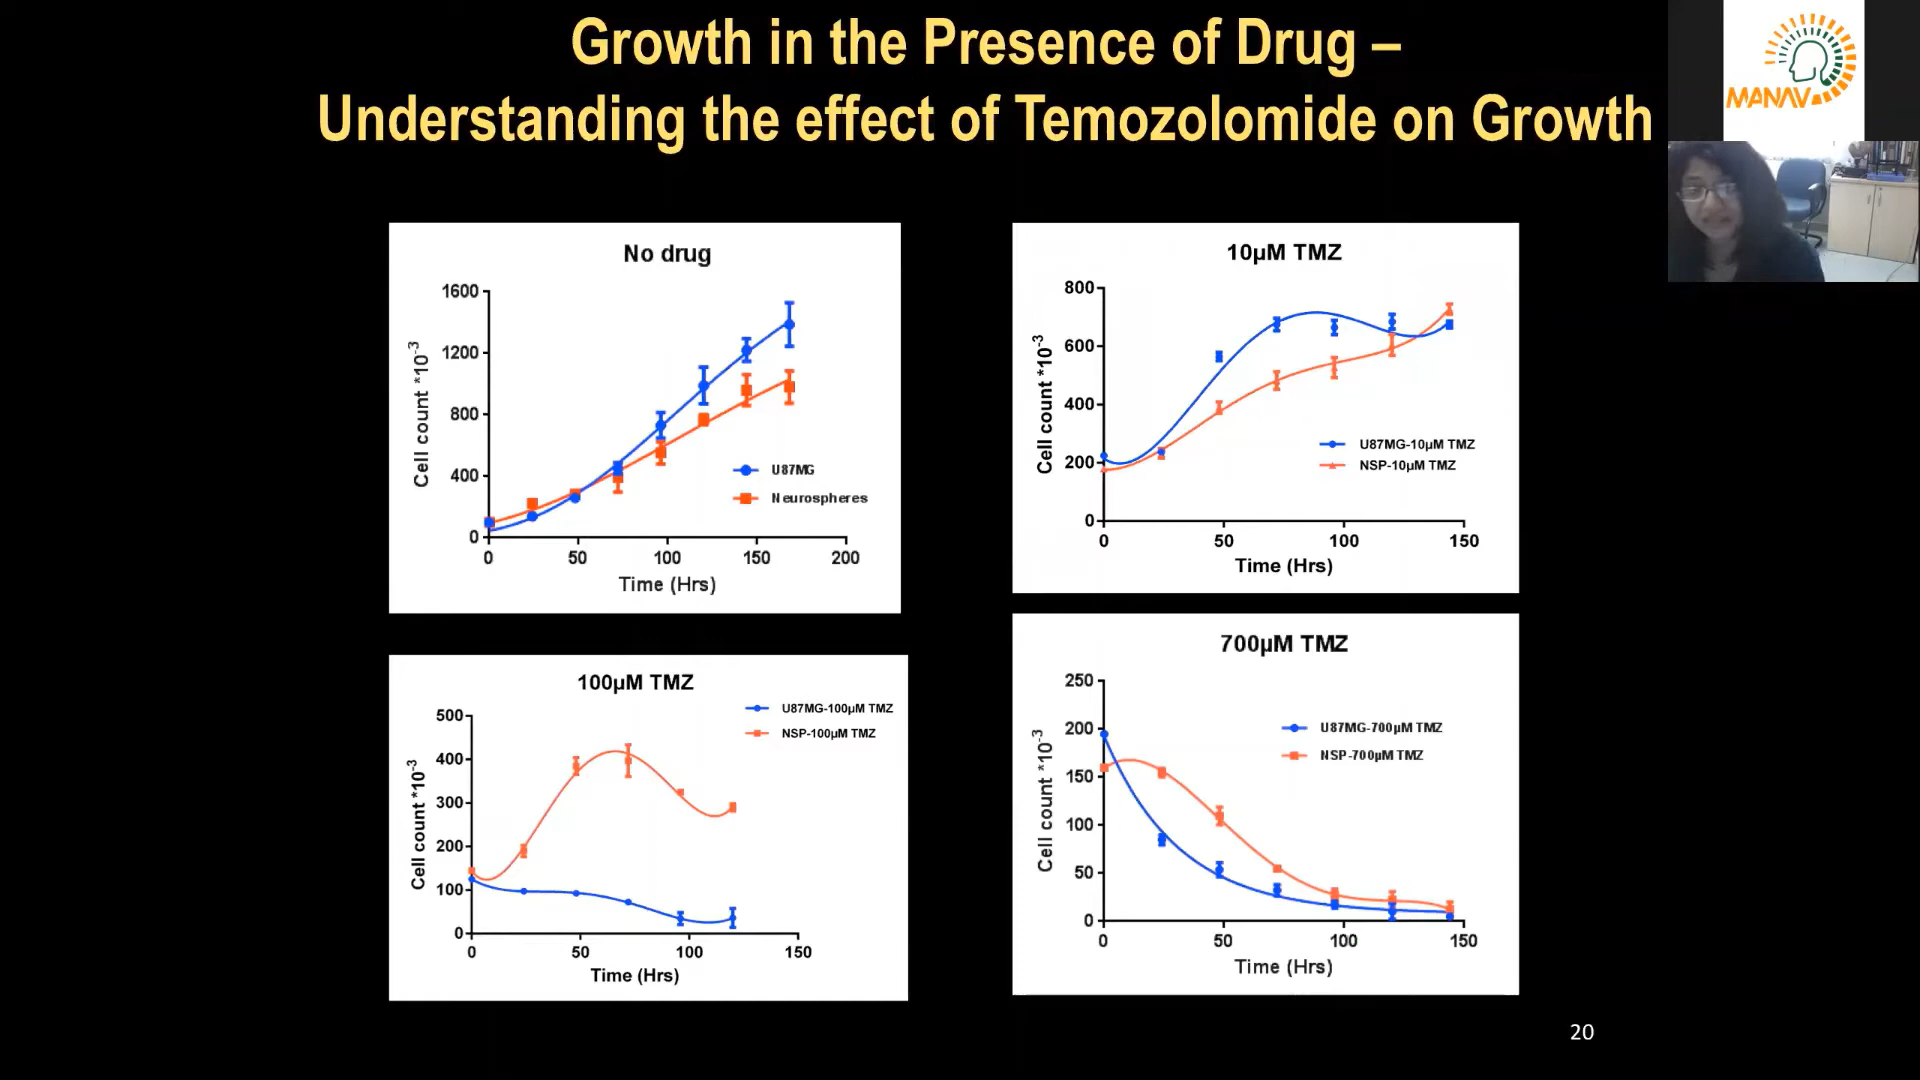 Growth in the Presence of Drug –
Understanding the effect of Temozolomide on Growth
MANAV
No drug
1600
1200
800
400
0
Cell count *10-3
0 50 100 150 200
Time (Hrs)
U87MG
Neurospheres
10µM TMZ
800
600
400
200
0
Cell count *10-3
0 50 100 150
Time (Hrs)
U87MG-10µM TMZ
NSP-10µM TMZ
100µM TMZ
500
400
300
200
100
0
Cell count *10-3
0 50 100 150
Time (Hrs)
U87MG-100µM TMZ
NSP-100µM TMZ
700µM TMZ
250
200
150
100
50
0
Cell count *10-3
0 50 100 150
Time (Hrs)
U87MG-700µM TMZ
NSP-700µM TMZ
20